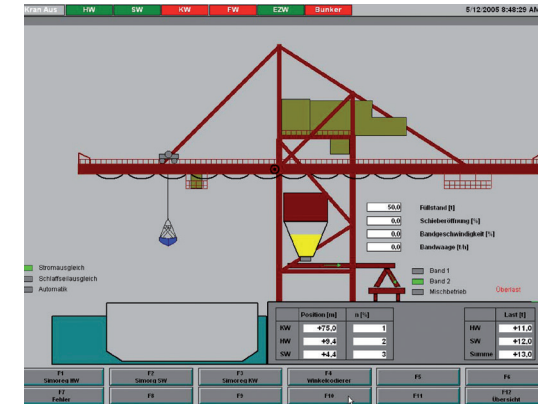 Kran Aus HW SW KW FW EZW Bunker 5/12/2005 8:48:29 AM
50,0 Füllstand [t]
0,0 Schieberöffnung [%]
0,0 Bandgeschwindigkeit [%]
0,0 Bandwaage [t/h]
Stromausgleich
Schlaffseilausgleich
Automatik
Band 1
Band 2
Mischbetrieb
Überlast
Position [m] n [%]
KW +75,0 1
HW +9,4 2
SW +4,4 3
Last [t]
HW +11,0
SW +12,0
Summe +13,0
F1 F2 F3 F4 F5 F6
Simoreg HW Simoreg SW Simoreg KW Winkelkodierer
F7 F8 F9 F10 F11 F12
Fehler Übersicht